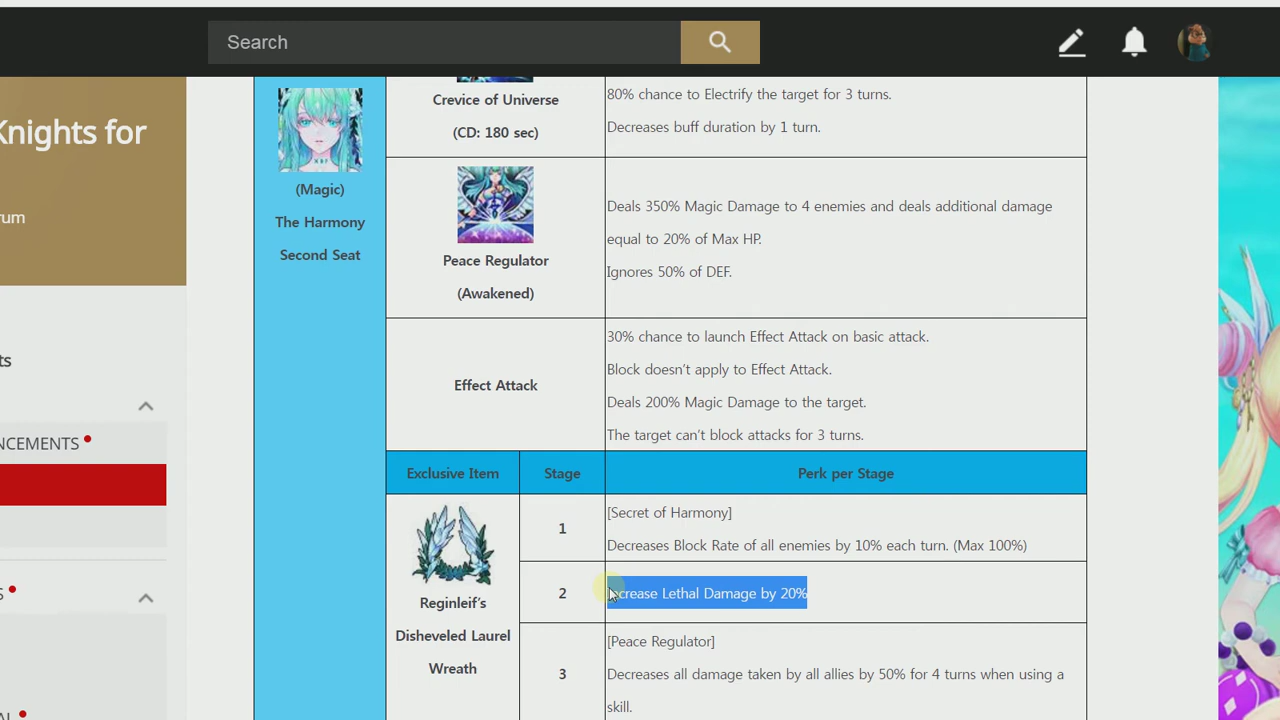 Search
Knights for
rum
ts
NCEMENTS
S
AL
(Magic)
The Harmony
Second Seat
Crevice of Universe
(CD: 180 sec)
80% chance to Electrify the target for 3 turns.
Decreases buff duration by 1 turn.
Peace Regulator
(Awakened)
Deals 350% Magic Damage to 4 enemies and deals additional damage
equal to 20% of Max HP.
Ignores 50% of DEF.
Effect Attack
30% chance to launch Effect Attack on basic attack.
Block doesn't apply to Effect Attack.
Deals 200% Magic Damage to the target.
The target can't block attacks for 3 turns.
Exclusive Item
Stage
Perk per Stage
Reginleif's
Disheveled Laurel
Wreath
1
[Secret of Harmony]
Decreases Block Rate of all enemies by 10% each turn. (Max 100%)
2
Increase Lethal Damage by 20%
3
[Peace Regulator]
Decreases all damage taken by all allies by 50% for 4 turns when using a
skill.